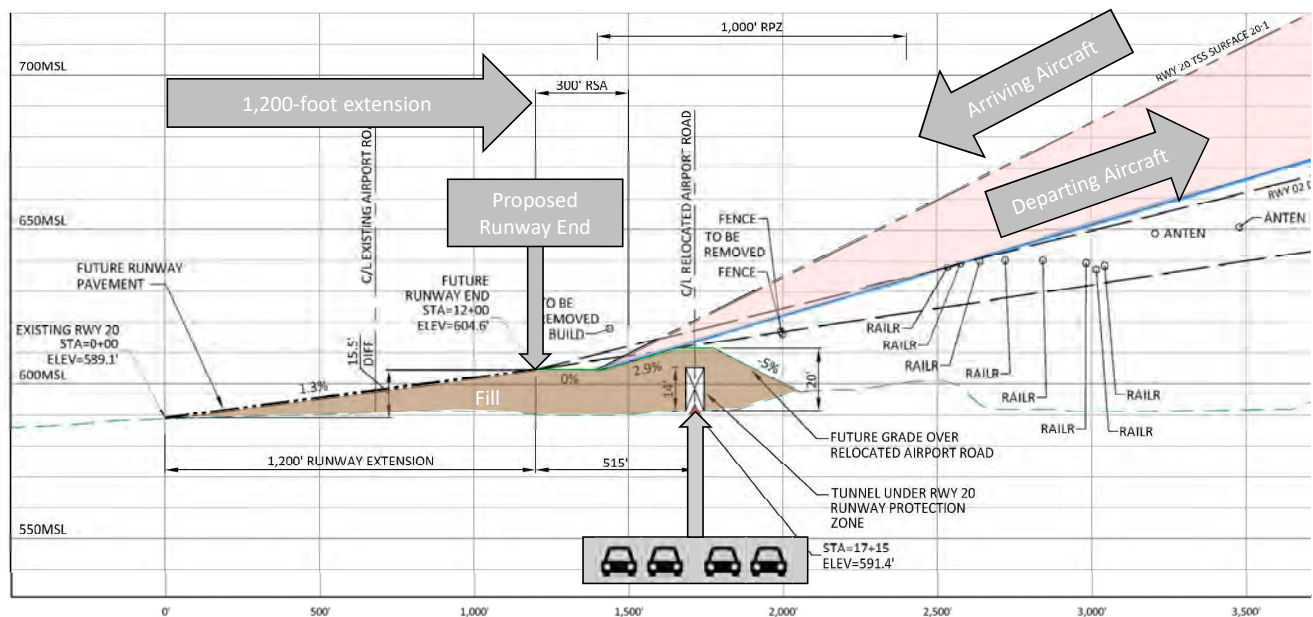 1,000' RPZ
RWY 20 TSS SURFACE 20:1
700MSL
Arriving Aircraft
300' RSA
1,200-foot extension
C/L EXISTING AIRPORT
C/L RELOCATED AIRPORT ROAD
Departing Aircraft
RWY 02
Proposed
Runway End
650MSL
FENCE
TO BE
REMOVED
FENCE
ANTEN
ANTEN
FUTURE RUNWAY
PAVEMENT
FUTURE
RUNWAY END
STA=12+00
ELEV=604.6'
TO BE
REMOVED
BUILD
EXISTING RWY 20
STA=0+00
ELEV=589.1'
15.5'
DIFF
RAILR
RAILR
RAILR
RAILR
RAILR
RAILR
RAILR
RAILR
600MSL
1.3%
0%
2.9%
-5%
14'
20'
Fill
FUTURE GRADE OVER
RELOCATED AIRPORT ROAD
1,200' RUNWAY EXTENSION
515'
TUNNEL UNDER RWY 20
RUNWAY PROTECTION
ZONE
550MSL
STA=17+15
ELEV=591.4'
0'
500'
1,000'
1,500'
2,000'
2,500'
3,000'
3,500'